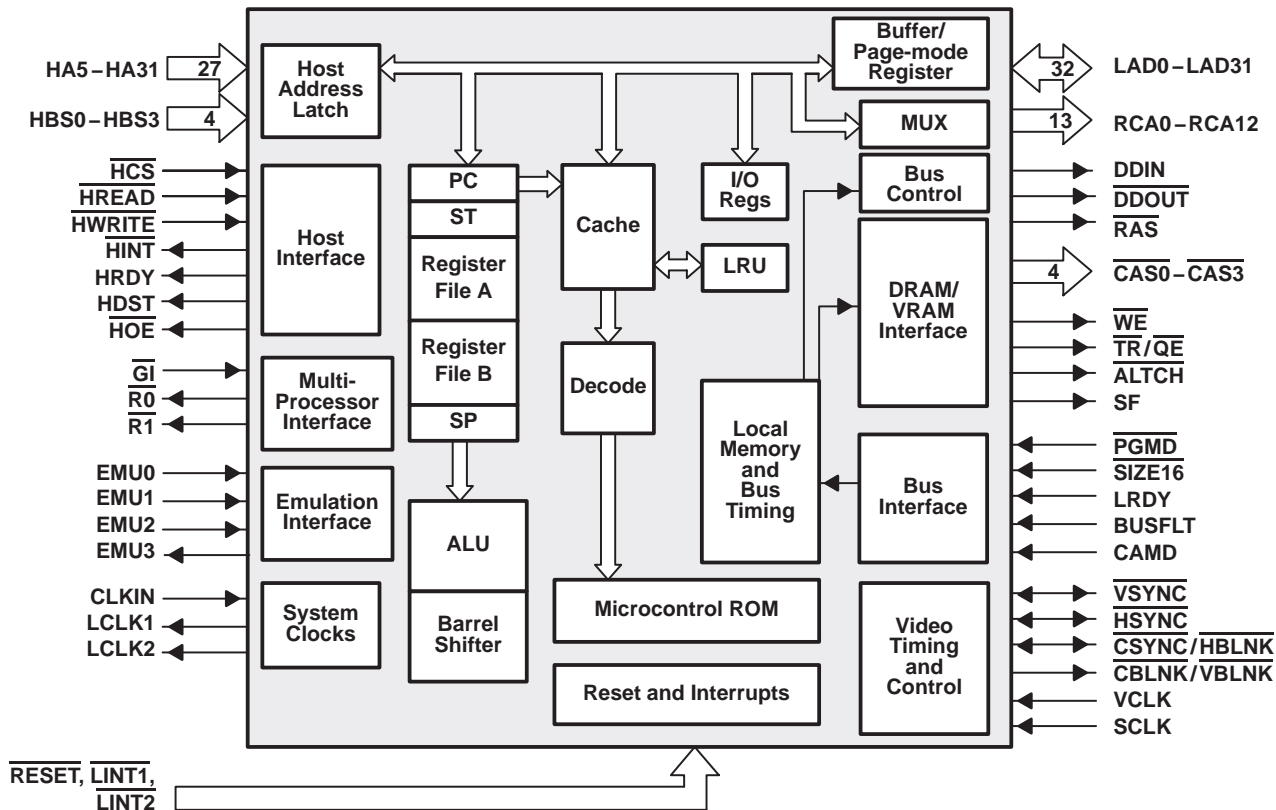 HA5–HA31
27
HBS0–HBS3
4
HCS
HREAD
HWRITE
HINT
HRDY
HDST
HOE
GI
R0
R1
EMU0
EMU1
EMU2
EMU3
CLKIN
LCLK1
LCLK2
RESET, LINT1,
LINT2
Host
Address
Latch
Host
Interface
Multi-
Processor
Interface
Emulation
Interface
System
Clocks
PC
ST
Register
File A
Register
File B
SP
ALU
Barrel
Shifter
Cache
Decode
Microcontrol ROM
Reset and Interrupts
I/O
Regs
LRU
Local
Memory
and
Bus
Timing
Buffer/
Page-mode
Register
MUX
Bus
Control
DRAM/
VRAM
Interface
Bus
Interface
Video
Timing
and
Control
32
LAD0–LAD31
13
RCA0–RCA12
DDIN
DDOUT
RAS
4
CAS0–CAS3
WE
TR/QE
ALTCH
SF
PGMD
SIZE16
LRDY
BUSFLT
CAMD
VSYNC
HSYNC
CSYNC/HBLNK
CBLNK/VBLNK
VCLK
SCLK